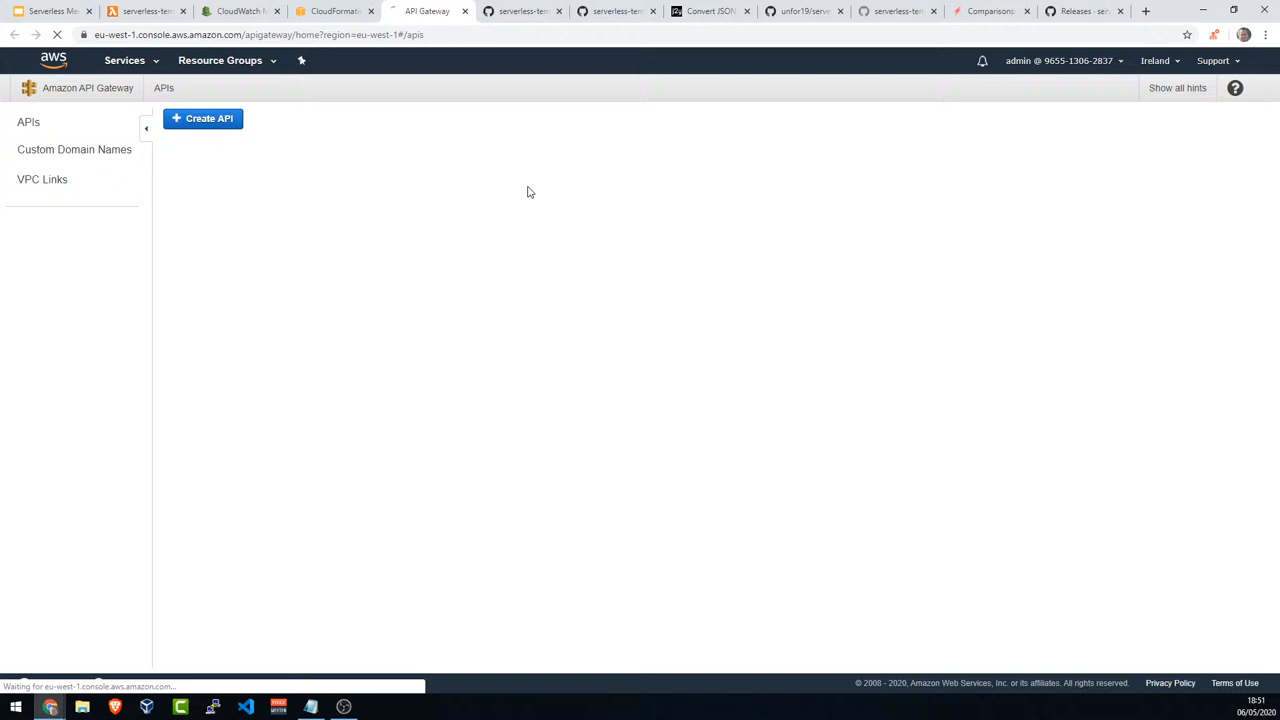 Serverless Me
serverless-tem
CloudWatch M
CloudFormatic
API Gateway
serverless-tem
serverless-tem
J2y Convert JSON
unfor19/serve
serverless-tem
Comparisons:
Releases · serv
eu-west-1.console.aws.amazon.com/apigateway/home?region=eu-west-1#/apis
aws Services Resource Groups admin @ 9655-1306-2837 Ireland Support
Amazon API Gateway APIs Show all hints ?
APIs
+ Create API
Custom Domain Names
VPC Links
Waiting for eu-west-1.console.aws.amazon.com...
© 2008 - 2020, Amazon Web Services, Inc. or its affiliates. All rights reserved. Privacy Policy Terms of Use
18:51
06/05/2020